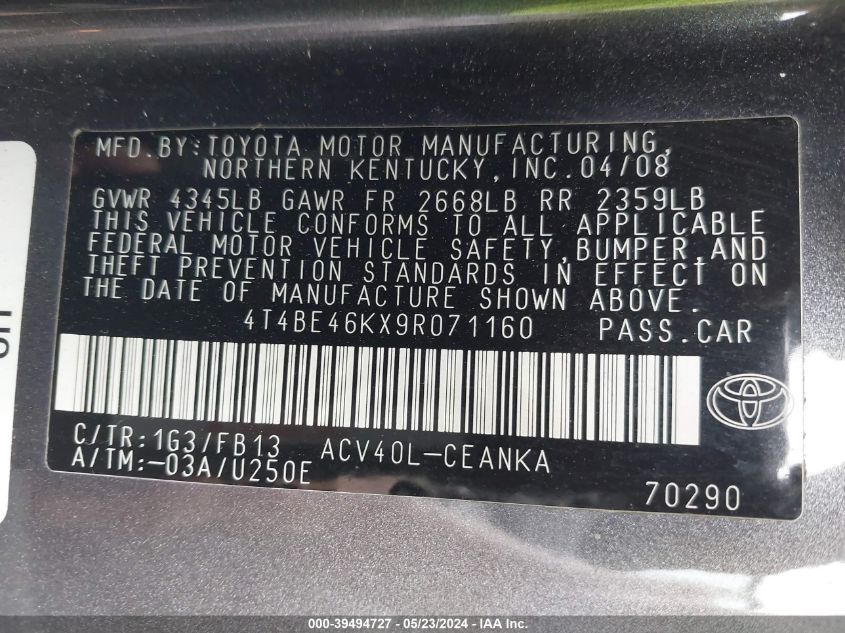 MFD.BY:TOYOTA MOTOR MANUFACTURING,
NORTHERN KENTUCKY, INC.04/08
GVWR 4345LB GAWR FR 2668LB RR 2359LB
THIS VEHICLE CONFORMS TO ALL APPLICABLE
FEDERAL MOTOR VEHICLE SAFETY,BUMPER,AND
THEFT PREVENTION STANDARDS IN EFFECT ON
THE DATE OF MANUFACTURE SHOWN ABOVE.
4T4BE46KX9R071160 PASS.CAR
C/TR:1G3/FB13 ACV40L-CEANKA
A/TM:-03A/U250E
70290
000-39494727 - 05/23/2024 - IAAI.com